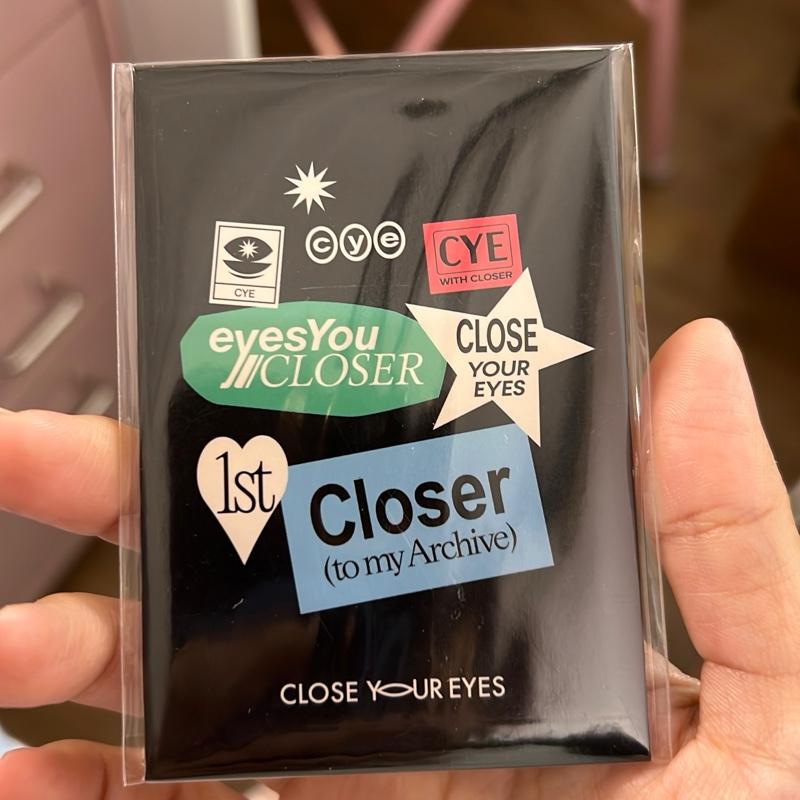 cye
CYE
CYE
WITH CLOSER
eyesYou
CLOSER
CLOSE
YOUR
EYES
1st
Closer
(to my Archive)
CLOSE YOUR EYES